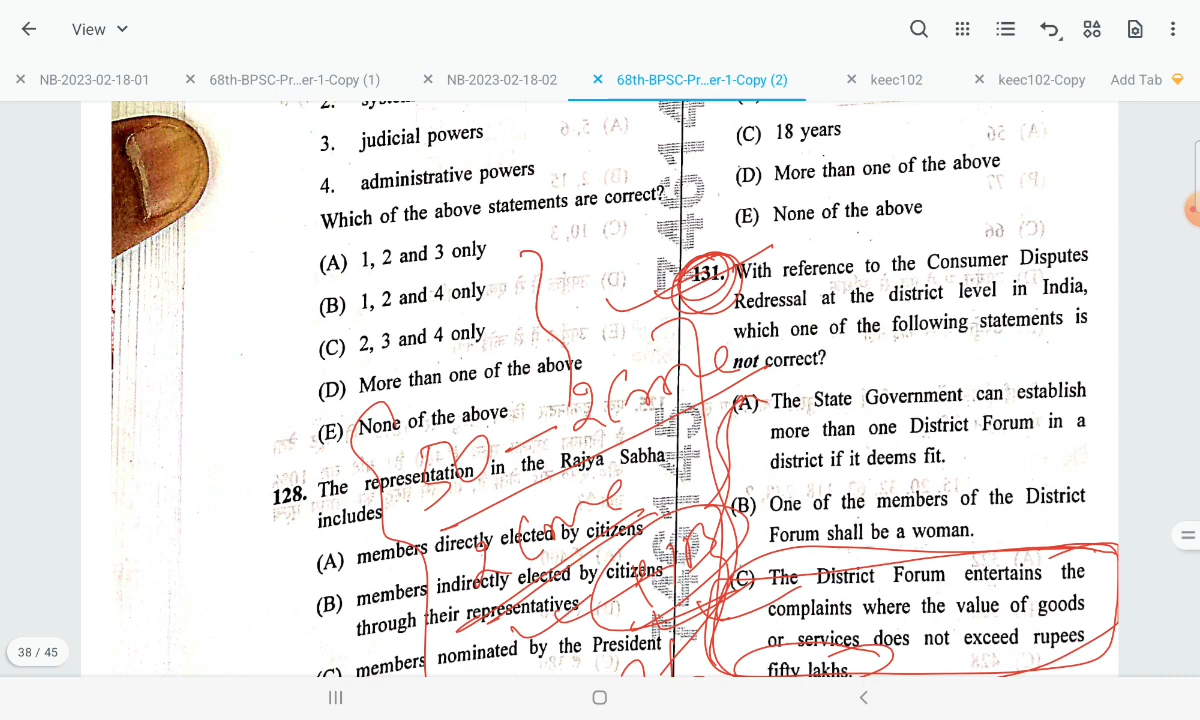 View
NB-2023-02-18-01
68th-BPSC-Pr...er-1-Copy (1)
NB-2023-02-18-02
68th-BPSC-Pr...er-1-Copy (2)
keec102
keec102-Copy
Add Tab
2.
3. judicial powers
4. administrative powers
Which of the above statements are correct?
(A) 1, 2 and 3 only
(B) 1, 2 and 4 only
(C) 2, 3 and 4 only
(D) More than one of the above
(E) None of the above
128. The representation in the Rajya Sabha
includes
(A) members directly elected by citizens
(B) members indirectly elected by citizens
through their representatives
(C) members nominated by the President
(C) 18 years
(D) More than one of the above
(E) None of the above
131. With reference to the Consumer Disputes
Redressal at the district level in India,
which one of the following statements is
not correct?
(A) The State Government can establish
more than one District Forum in a
district if it deems fit.
(B) One of the members of the District
Forum shall be a woman.
(C) The District Forum entertains the
complaints where the value of goods
or services does not exceed rupees
fifty lakhs.
38 / 45